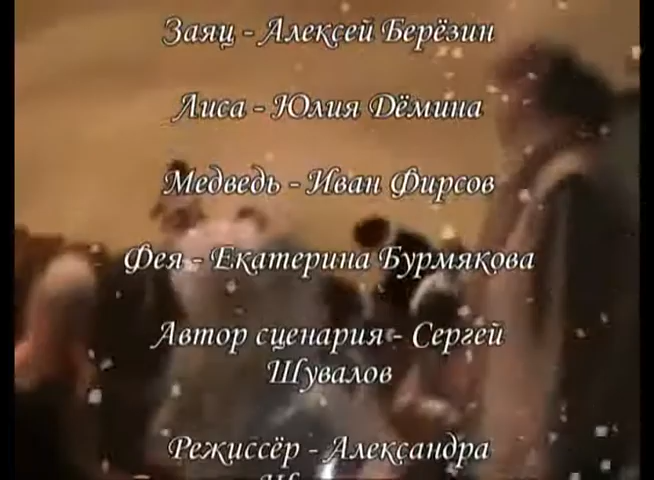 Заяц - Алексей Берёзин
Лиса - Юлия Дёмина
Медведь - Иван Фирсов
Фея - Екатерина Бурмякова
Автор сценария - Сергей
Шувалов
Режиссёр - Александра